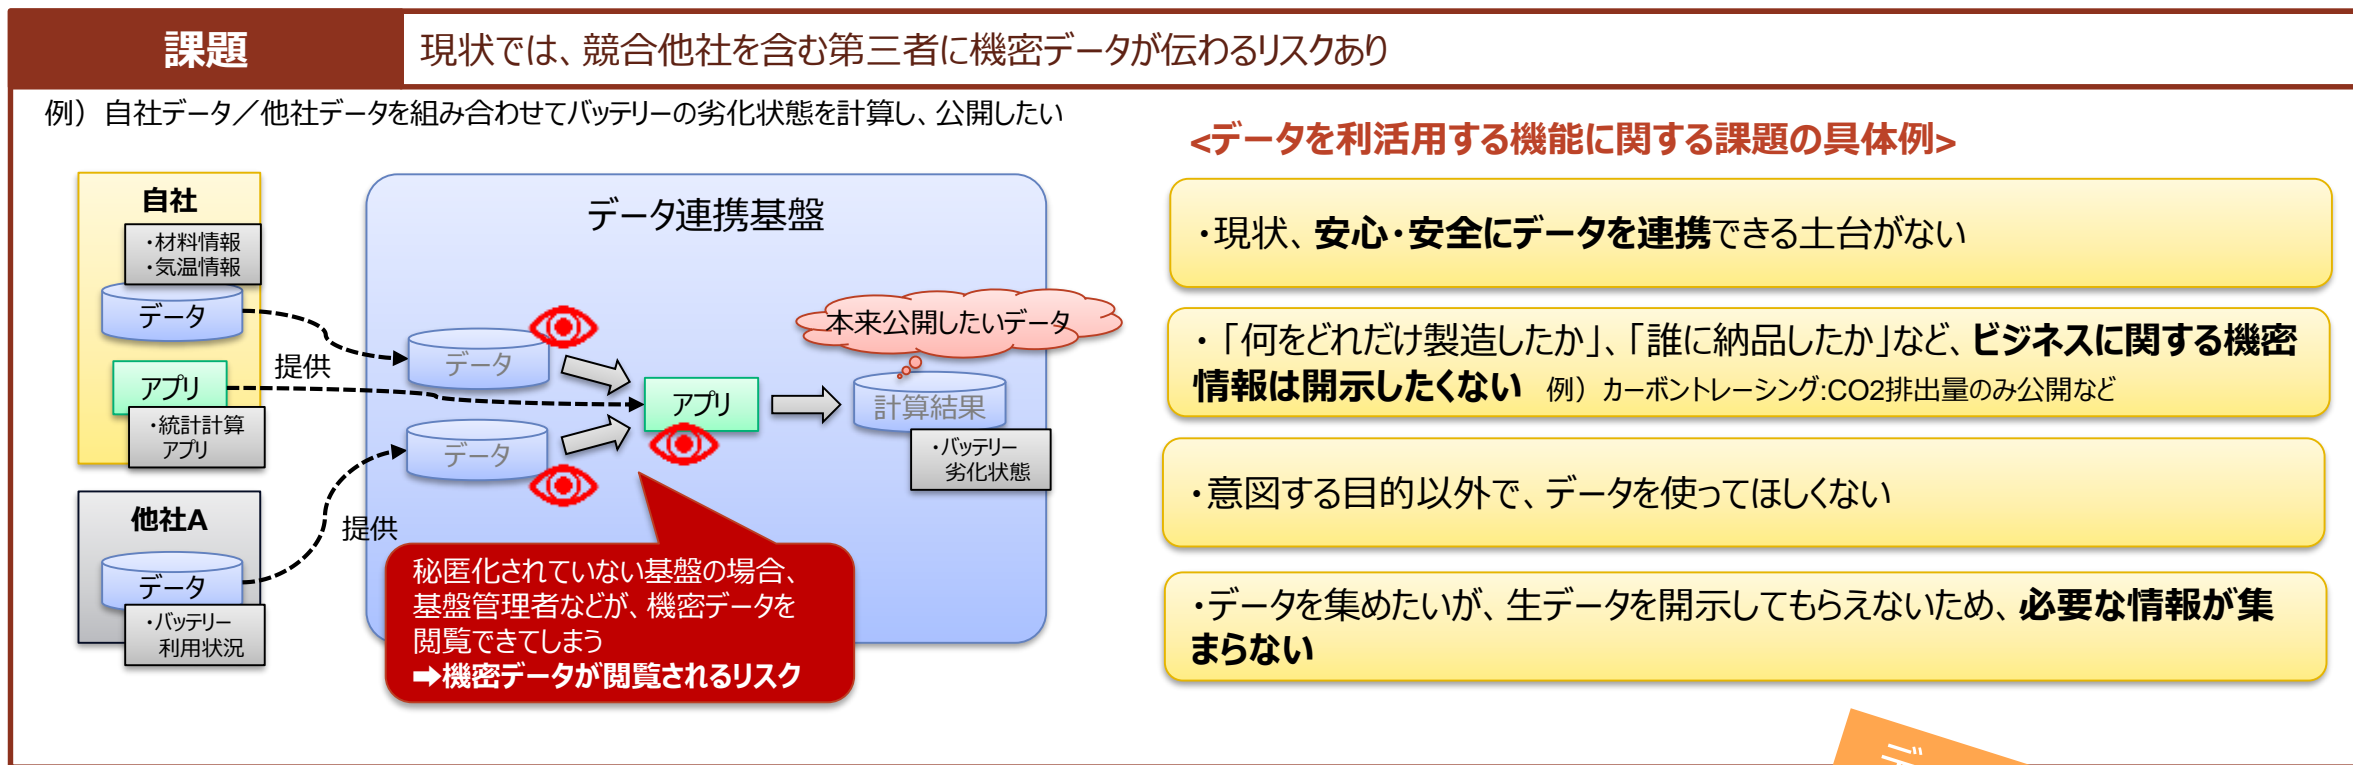 課題
現状では、競合他社を含む第三者に機密データが伝わるリスクあり
例）自社データ／他社データを組み合わせてバッテリーの劣化状態を計算し、公開したい
自社
・材料情報
・気温情報
データ
アプリ
・統計計算
アプリ
提供
他社A
データ
・バッテリー
利用状況
提供
データ連携基盤
データ
データ
アプリ
本来公開したいデータ
計算結果
・バッテリー
劣化状態
秘匿化されていない基盤の場合、
基盤管理者などが、機密データを
閲覧できてしまう
➡機密データが閲覧されるリスク
<データを利活用する機能に関する課題の具体例>
・現状、安心・安全にデータを連携できる土台がない
・「何をどれだけ製造したか」、「誰に納品したか」など、ビジネスに関する機密
情報は開示したくない 例）カーボントレーシング:CO2排出量のみ公開など
・意図する目的以外で、データを使ってほしくない
・データを集めたいが、生データを開示してもらえないため、必要な情報が集
まらない